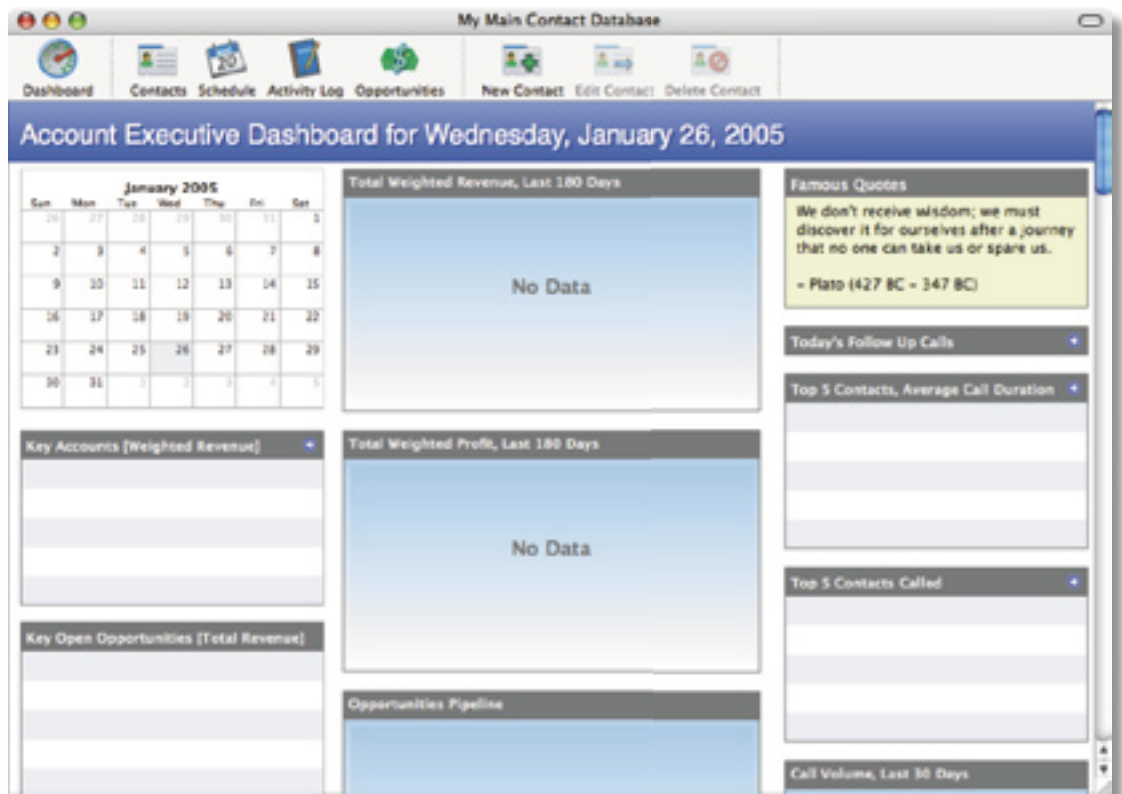 My Main Contact Database
Dashboard Contacts Schedule Activity Log Opportunities New Contact Edit Contact Delete Contact
20
Account Executive Dashboard for Wednesday, January 26, 2005
January 2005
Sun Mon Tue Wed Thu Fri Sat
26 27 28 29 30 31 1
2 3 4 5 6 7 8
9 10 11 12 13 14 15
16 17 18 19 20 21 22
23 24 25 26 27 28 29
30 31 1 2 3 4 5
Key Accounts [Weighted Revenue]
Key Open Opportunities [Total Revenue]
Total Weighted Revenue, Last 180 Days
No Data
Total Weighted Profit, Last 180 Days
No Data
Opportunities Pipeline
Famous Quotes
We don't receive wisdom; we must
discover it for ourselves after a journey
that no one can take us or spare us.
– Plato (427 BC – 347 BC)
Today's Follow Up Calls
Top 5 Contacts, Average Call Duration
Top 5 Contacts Called
Call Volume, Last 30 Days